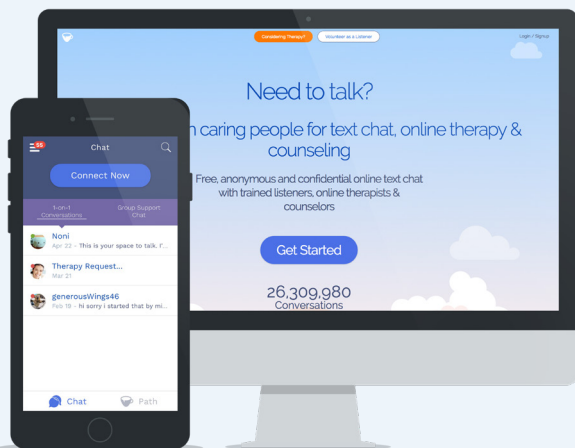 Considering Therapy?
Volunteer as a Listener
Login / Signup
Need to talk?
n caring people for text chat, online therapy &
counseling
Free, anonymous and confidential online text chat
with trained listeners, online therapists &
counselors
Get Started
26,309,980
Conversations
Chat
Connect Now
1-on-1
Conversations
Group Support
Chat
Noni
Apr 22 - This is your space to talk. I'...
Therapy Request...
Mar 21
generousWings46
Feb 19 - hi sorry i started that by mi...
Chat
Path